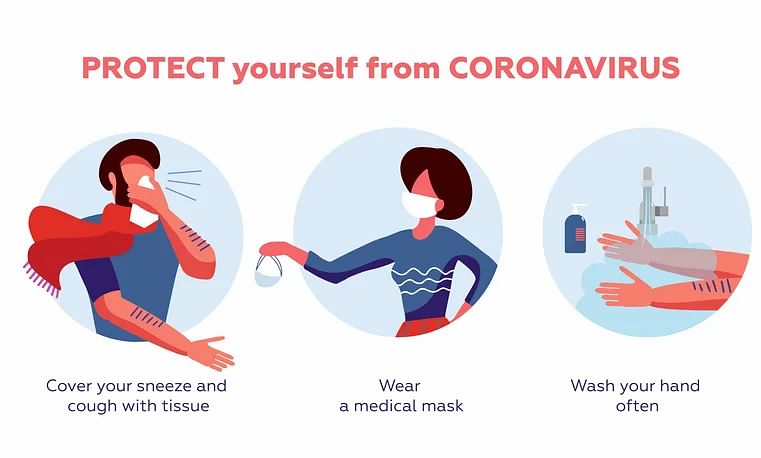 PROTECT yourself from CORONAVIRUS
Cover your sneeze and
cough with tissue
Wear
a medical mask
Wash your hand
often